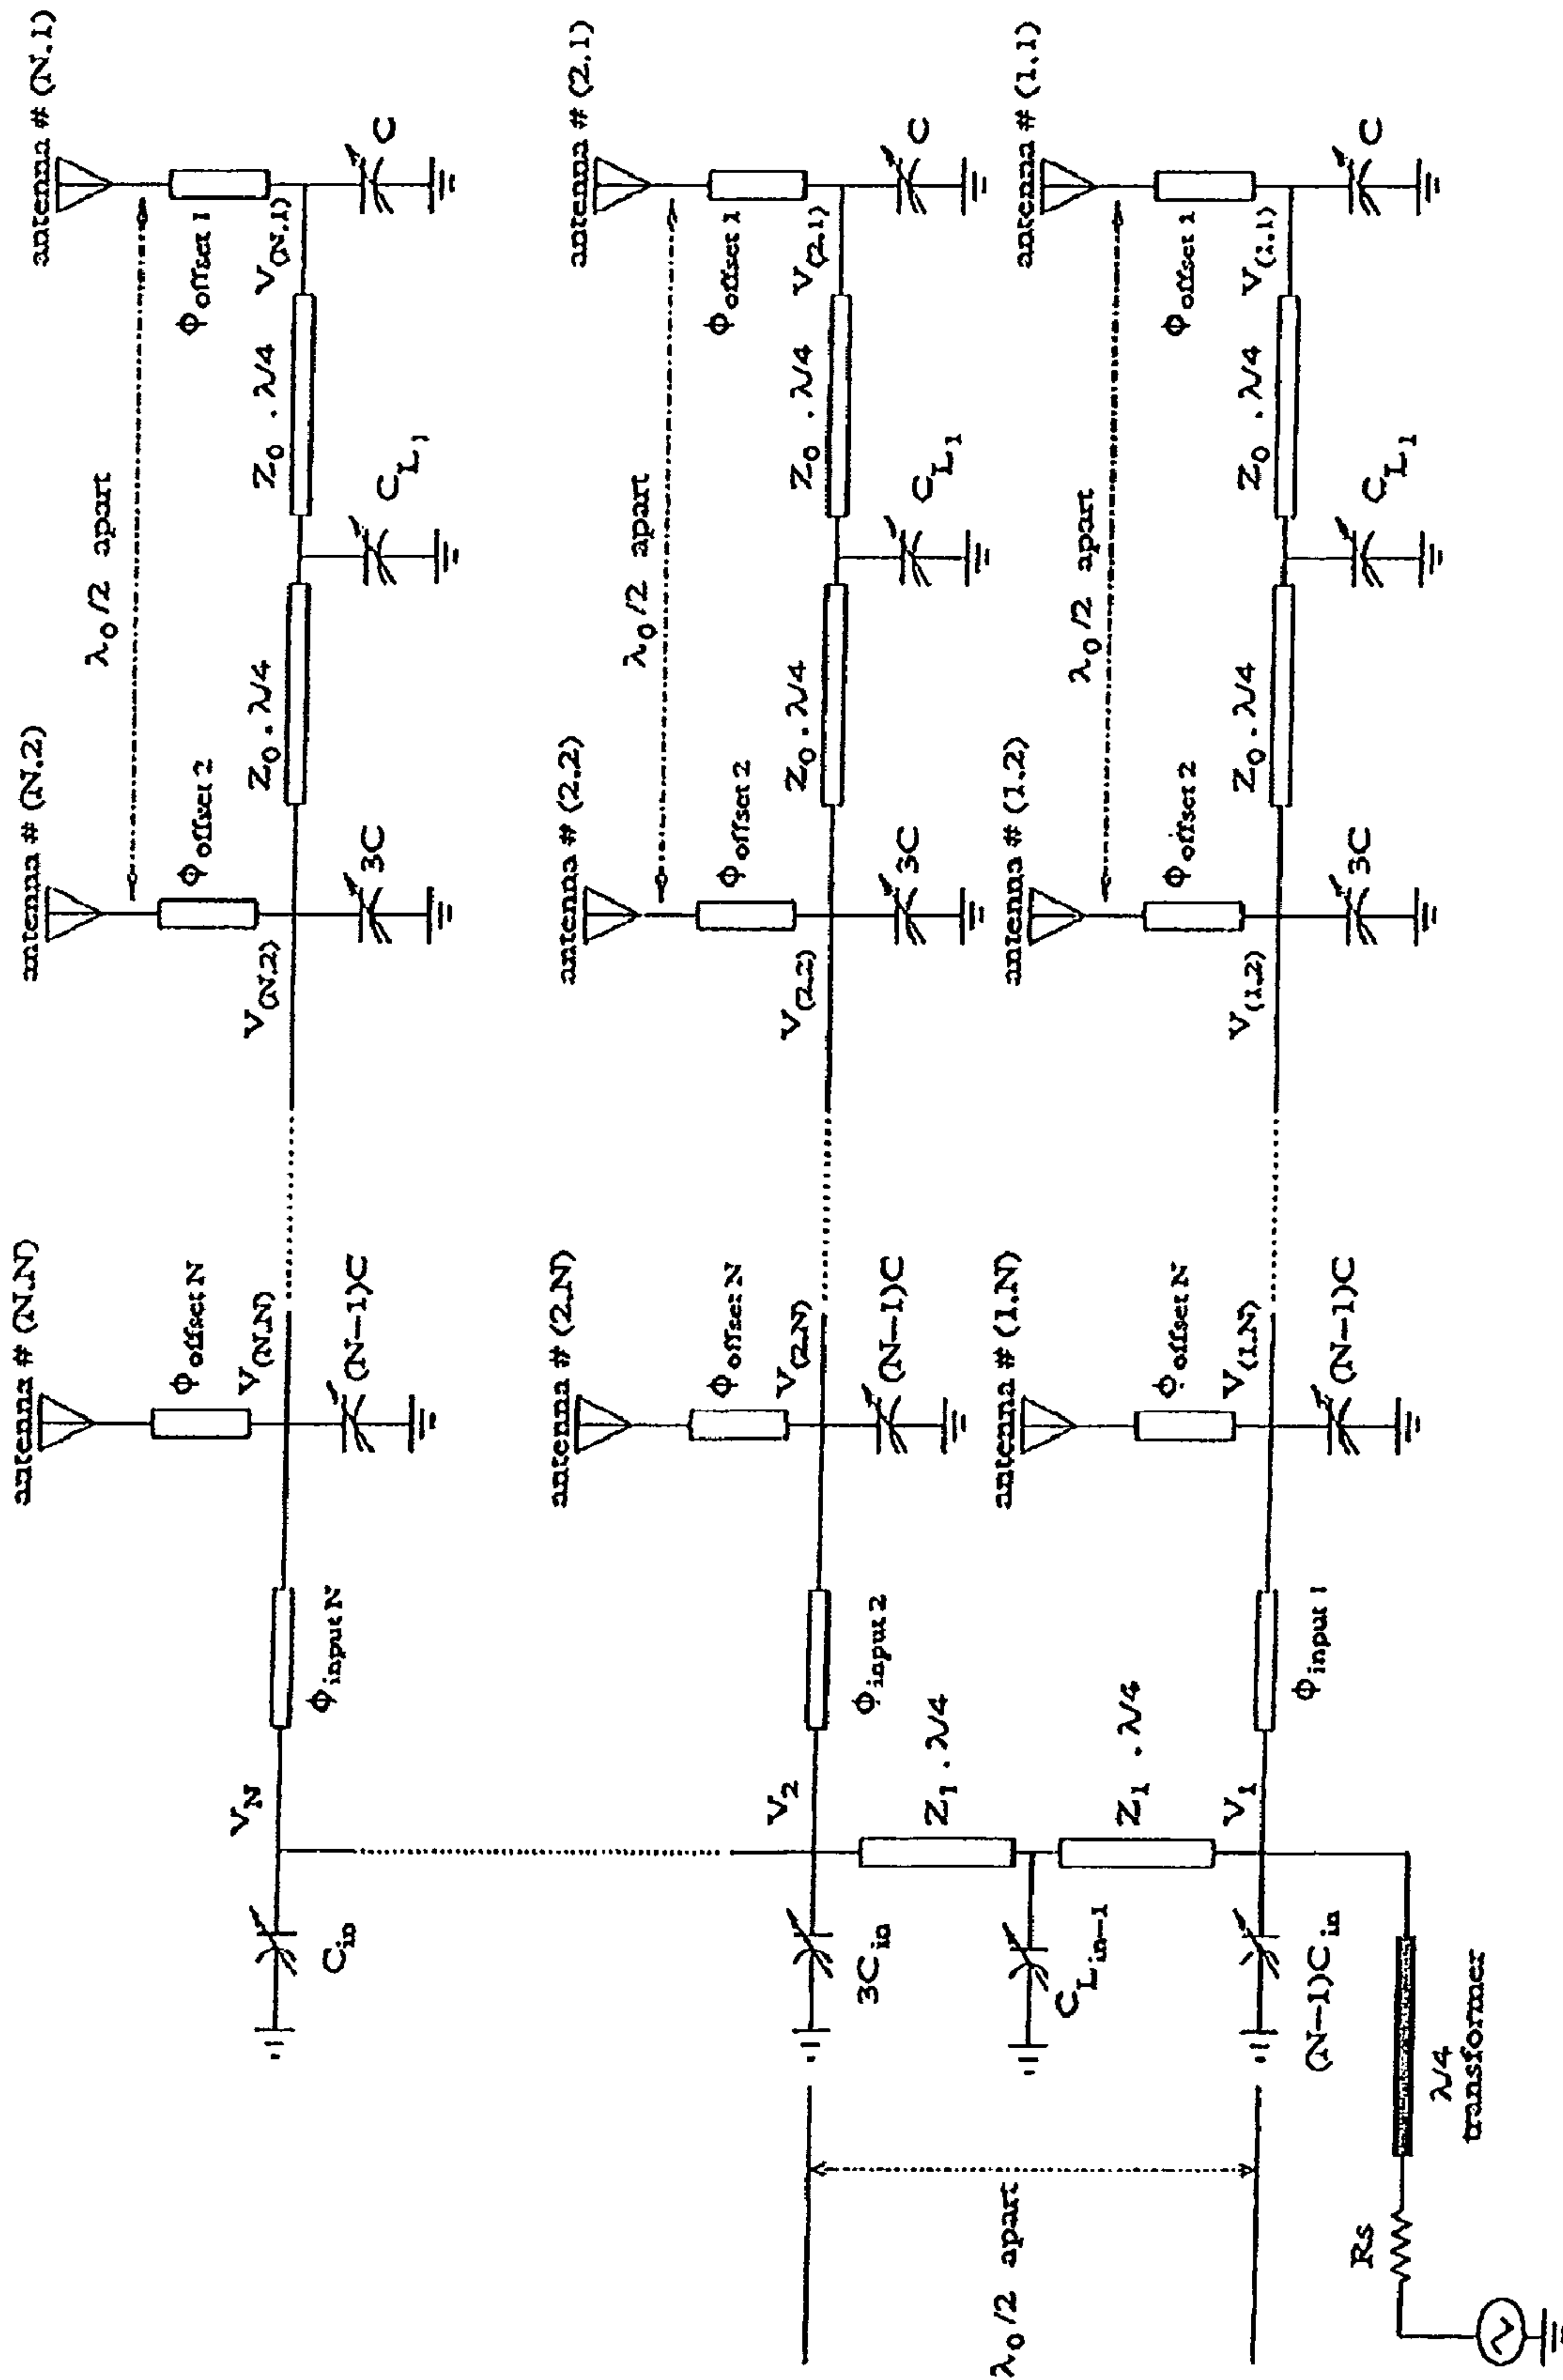 antenna # (N.N)
antenna # (N.2)
antenna # (N.1)
λ₀/2 apart
ϕoffset N
ϕoffset 2
ϕoffset 1
V(N.N)
V(N.2)
V(N.1)
VN
ϕinput N
Z₀ . λ/4
Z₀ . λ/4
Cin
(N−1)C
3C
CL1
C
antenna # (2.N)
antenna # (2.2)
antenna # (2.1)
λ₀/2 apart
ϕoffset N
ϕoffset 2
ϕoffset 1
V(2.N)
V(2.2)
V(2.1)
V2
ϕinput 2
Z₀ . λ/4
Z₀ . λ/4
3Cin
(N−1)C
3C
CL1
C
Z₁ . λ/4
CLin−1
Z₁ . λ/4
λ₀/2 apart
antenna # (1.N)
antenna # (1.2)
antenna # (1.1)
λ₀/2 apart
ϕoffset N
ϕoffset 2
ϕoffset 1
V(1.N)
V(1.2)
V(1.1)
V1
ϕinput 1
Z₀ . λ/4
Z₀ . λ/4
(N−1)Cin
(N−1)C
3C
CL1
C
Rs
λ/4
transformer